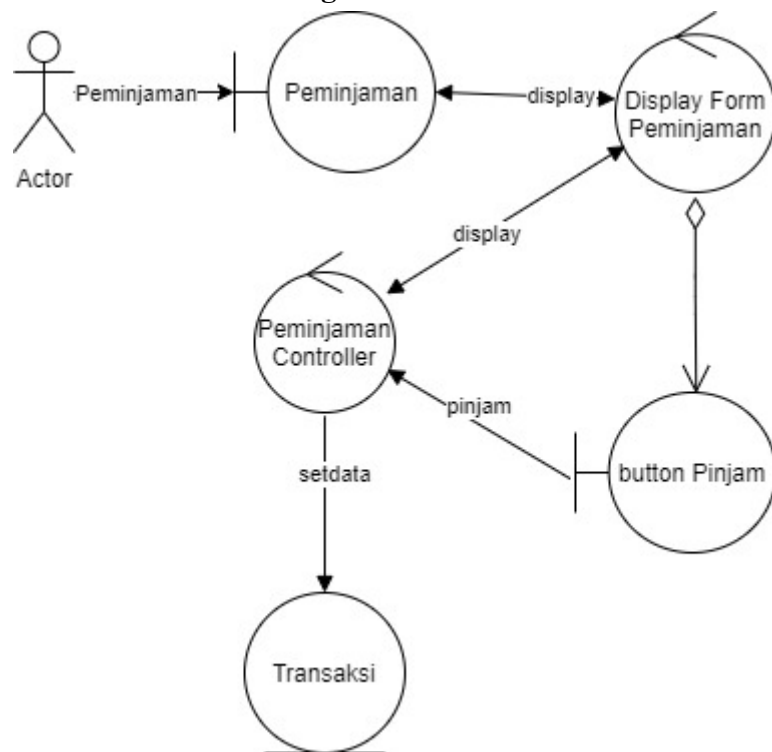 Peminjaman
Peminjaman
display
Display Form
Peminjaman
Actor
display
Peminjaman
Controller
pinjam
setdata
button Pinjam
Transaksi